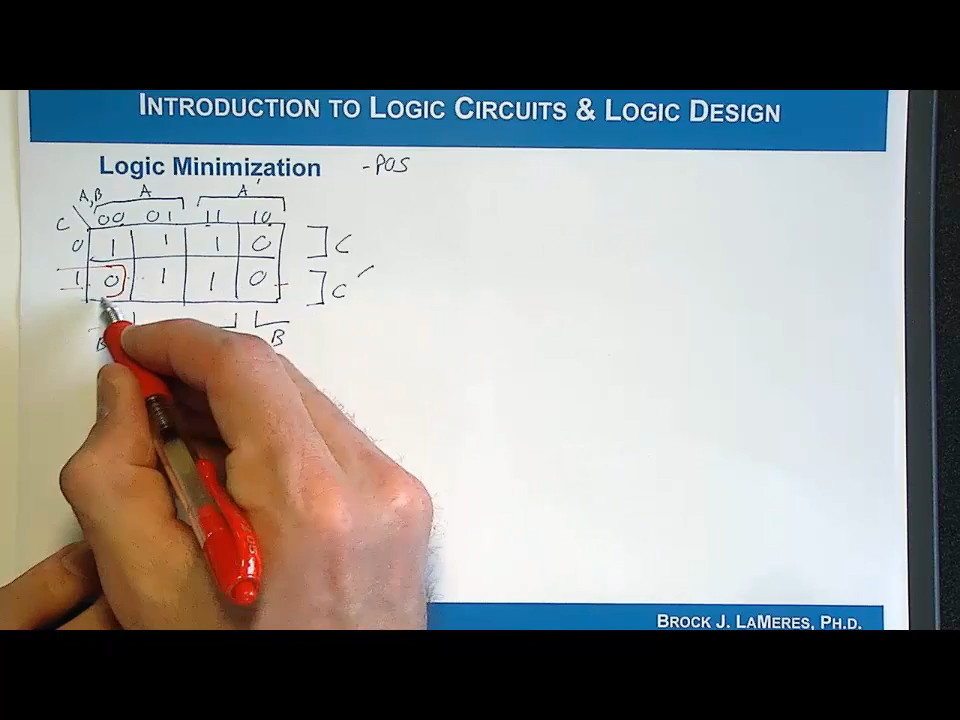 INTRODUCTION TO LOGIC CIRCUITS & LOGIC DESIGN
Logic Minimization - POS
A,B A A'
C 00 01 11 10
0 1 1 1 0 C
1 0 1 1 0 C'
B B
BROCK J. LAMERES, PH.D.